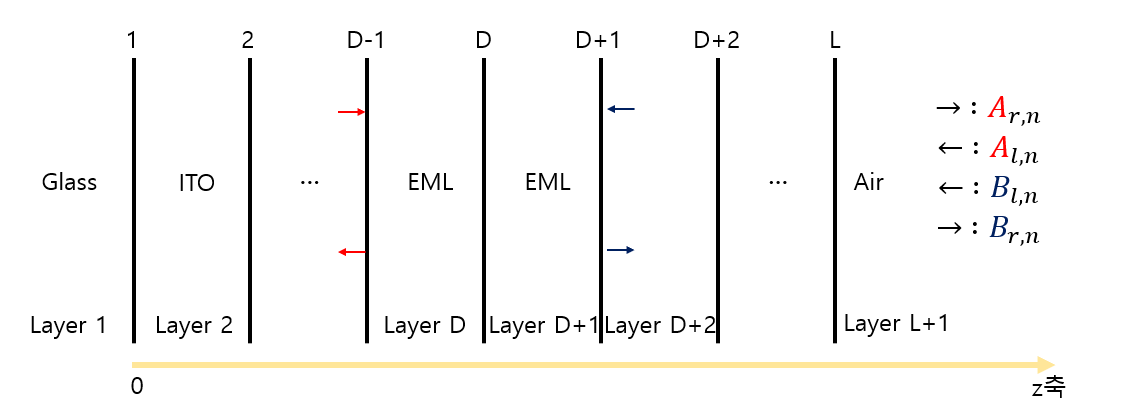 1 2 D-1 D D+1 D+2 L
→ : A_{r,n}
← : A_{l,n}
Glass ITO ... EML EML ... Air
← : B_{l,n}
→ : B_{r,n}
Layer 1 Layer 2 Layer D Layer D+1 Layer D+2 Layer L+1
0 z축